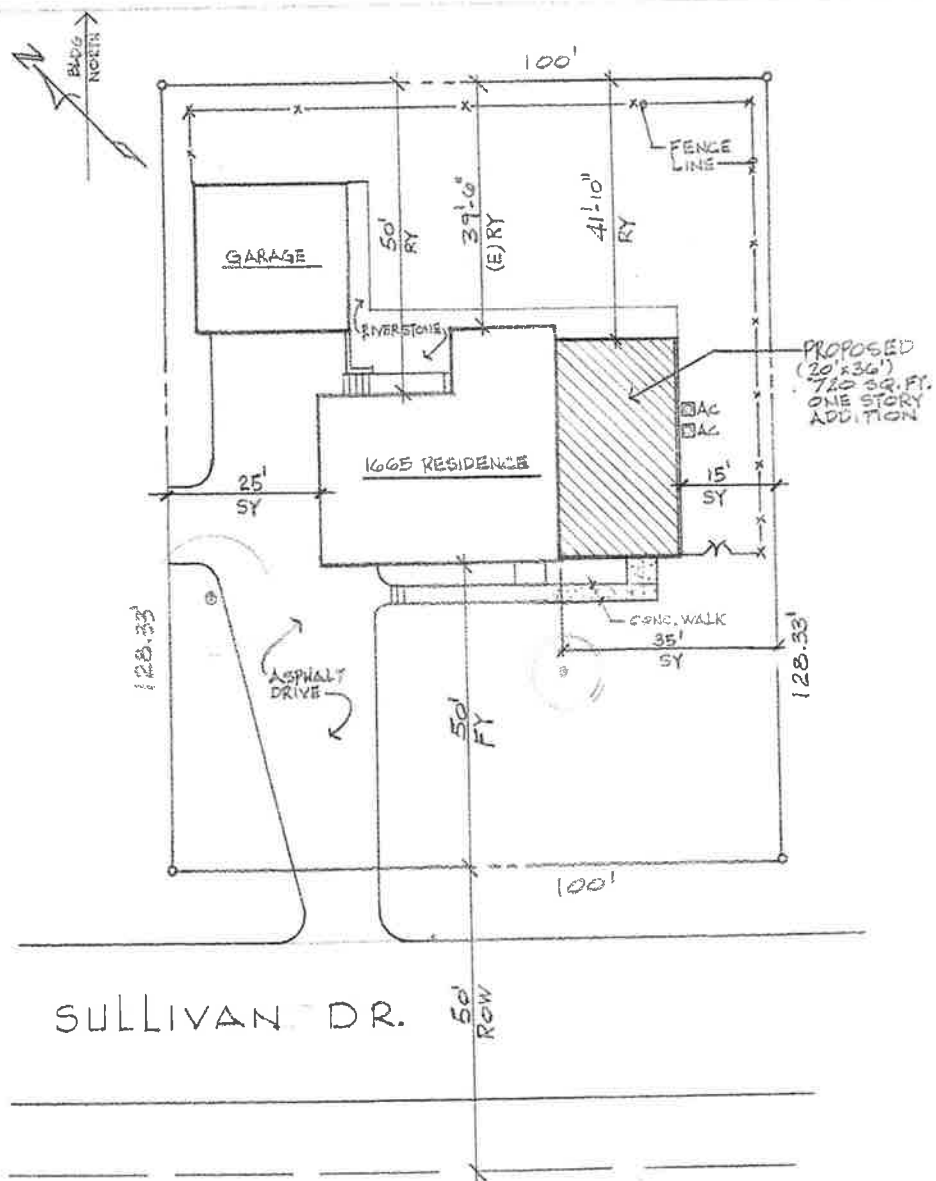 N
BLDG
NORTH
100'
FENCE
LINE
50'
RY
39'-6"
(E) RY
41'-10"
RY
GARAGE
RIVERSTONE
PROPOSED
(20'x36')
720 SQ.FT.
ONE STORY
ADDITION
AC
AC
1665 RESIDENCE
25'
SY
15'
SY
CONC. WALK
35'
SY
128.33'
128.33'
ASPHALT
DRIVE
50'
FY
100'
SULLIVAN DR.
50'
ROW